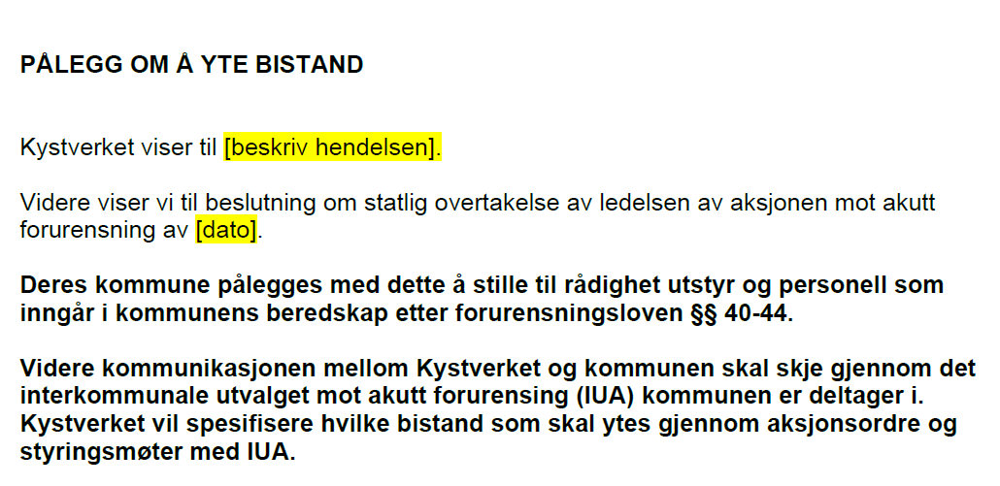 PÅLEGG OM Å YTE BISTAND
Kystverket viser til [beskriv hendelsen].
Videre viser vi til beslutning om statlig overtakelse av ledelsen av aksjonen mot akutt
forurensning av [dato].
Deres kommune pålegges med dette å stille til rådighet utstyr og personell som
inngår i kommunens beredskap etter forurensningsloven §§ 40-44.
Videre kommunikasjonen mellom Kystverket og kommunen skal skje gjennom det
interkommunale utvalget mot akutt forurensing (IUA) kommunen er deltager i.
Kystverket vil spesifisere hvilke bistand som skal ytes gjennom aksjonsordre og
styringsmøter med IUA.